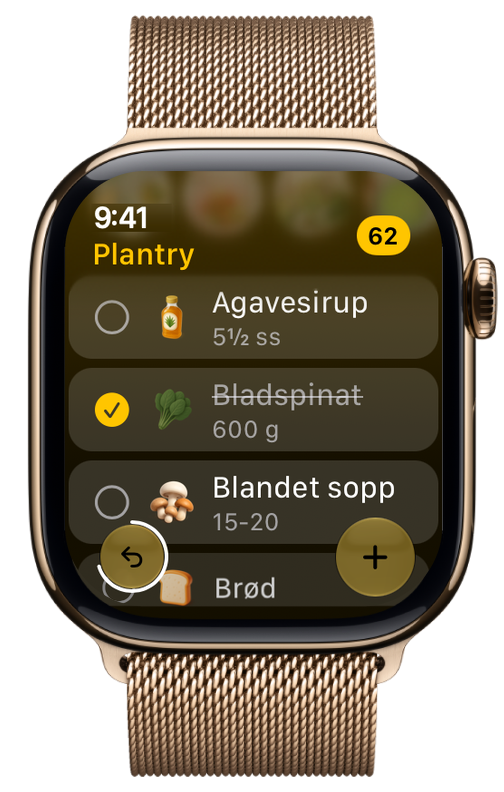 9:41
62
Plantry
Agavesirup
5½ ss
Bladspinat
600 g
Blandet sopp
15-20
Brød